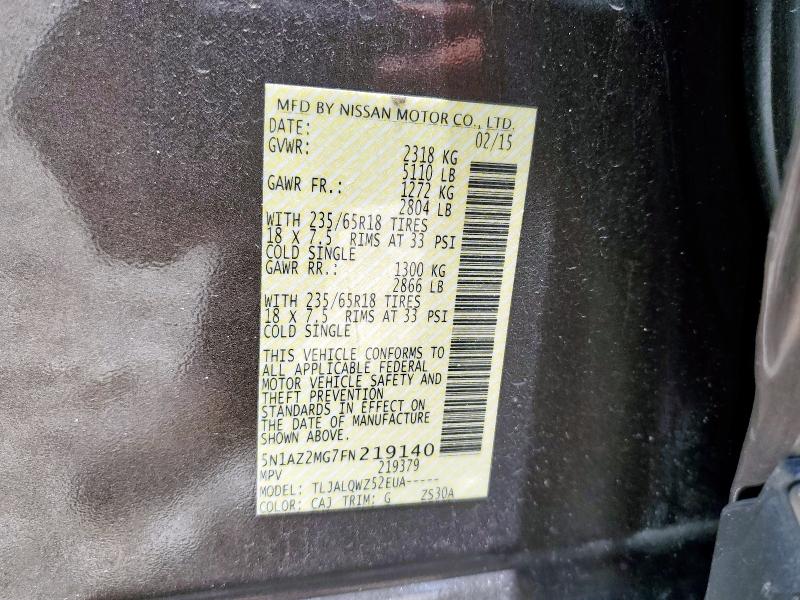 MFD BY NISSAN MOTOR CO., LTD.
DATE: 02/15
GVWR: 2318 KG
5110 LB
GAWR FR.: 1272 KG
2804 LB
WITH 235/65R18 TIRES
18 X 7.5 RIMS AT 33 PSI
COLD SINGLE
GAWR RR.: 1300 KG
2866 LB
WITH 235/65R18 TIRES
18 X 7.5 RIMS AT 33 PSI
COLD SINGLE
THIS VEHICLE CONFORMS TO
ALL APPLICABLE FEDERAL
MOTOR VEHICLE SAFETY AND
THEFT PREVENTION
STANDARDS IN EFFECT ON
THE DATE OF MANUFACTURE
SHOWN ABOVE.
5N1AZ2MG7FN219140
MPV 219379
MODEL: TLJALQWZ52EUA-----
COLOR: CAJ TRIM: G ZS30A